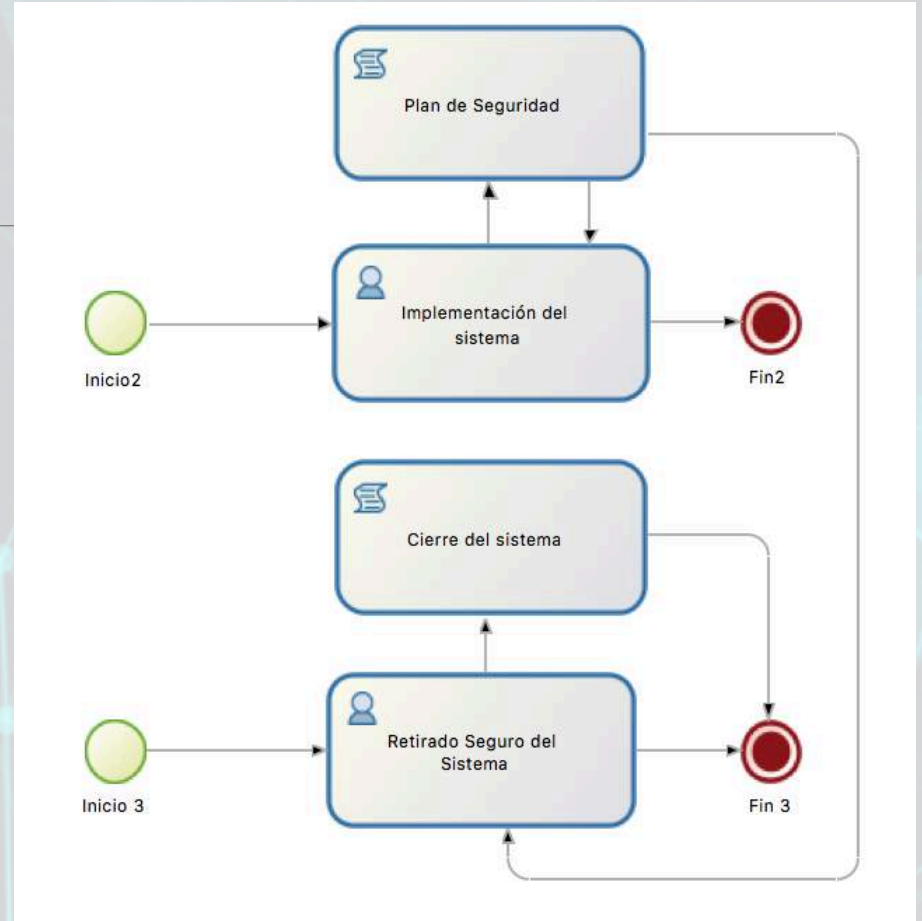 Plan de Seguridad
Implementación del
sistema
Inicio2
Fin2
Cierre del sistema
Retirado Seguro del
Sistema
Inicio 3
Fin 3